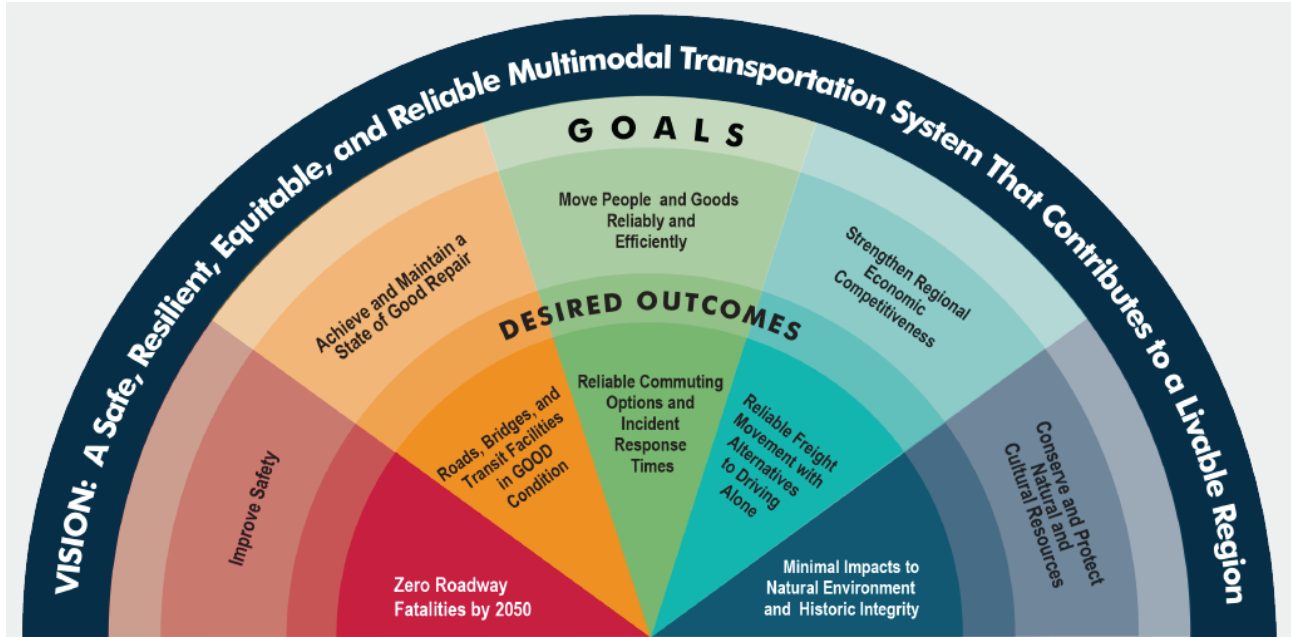 VISION: A Safe, Resilient, Equitable, and Reliable Multimodal Transportation System That Contributes to a Livable Region
GOALS
Improve Safety
Achieve and Maintain a
State of Good Repair
Move People and Goods
Reliably and
Efficiently
Strengthen Regional
Economic
Competitiveness
Conserve and Protect
Natural and
Cultural Resources
DESIRED OUTCOMES
Zero Roadway
Fatalities by 2050
Roads, Bridges, and
Transit Facilities
in GOOD
Condition
Reliable Commuting
Options and
Incident
Response
Times
Reliable Freight
Movement with
Alternatives
to Driving
Alone
Minimal Impacts to
Natural Environment
and Historic Integrity